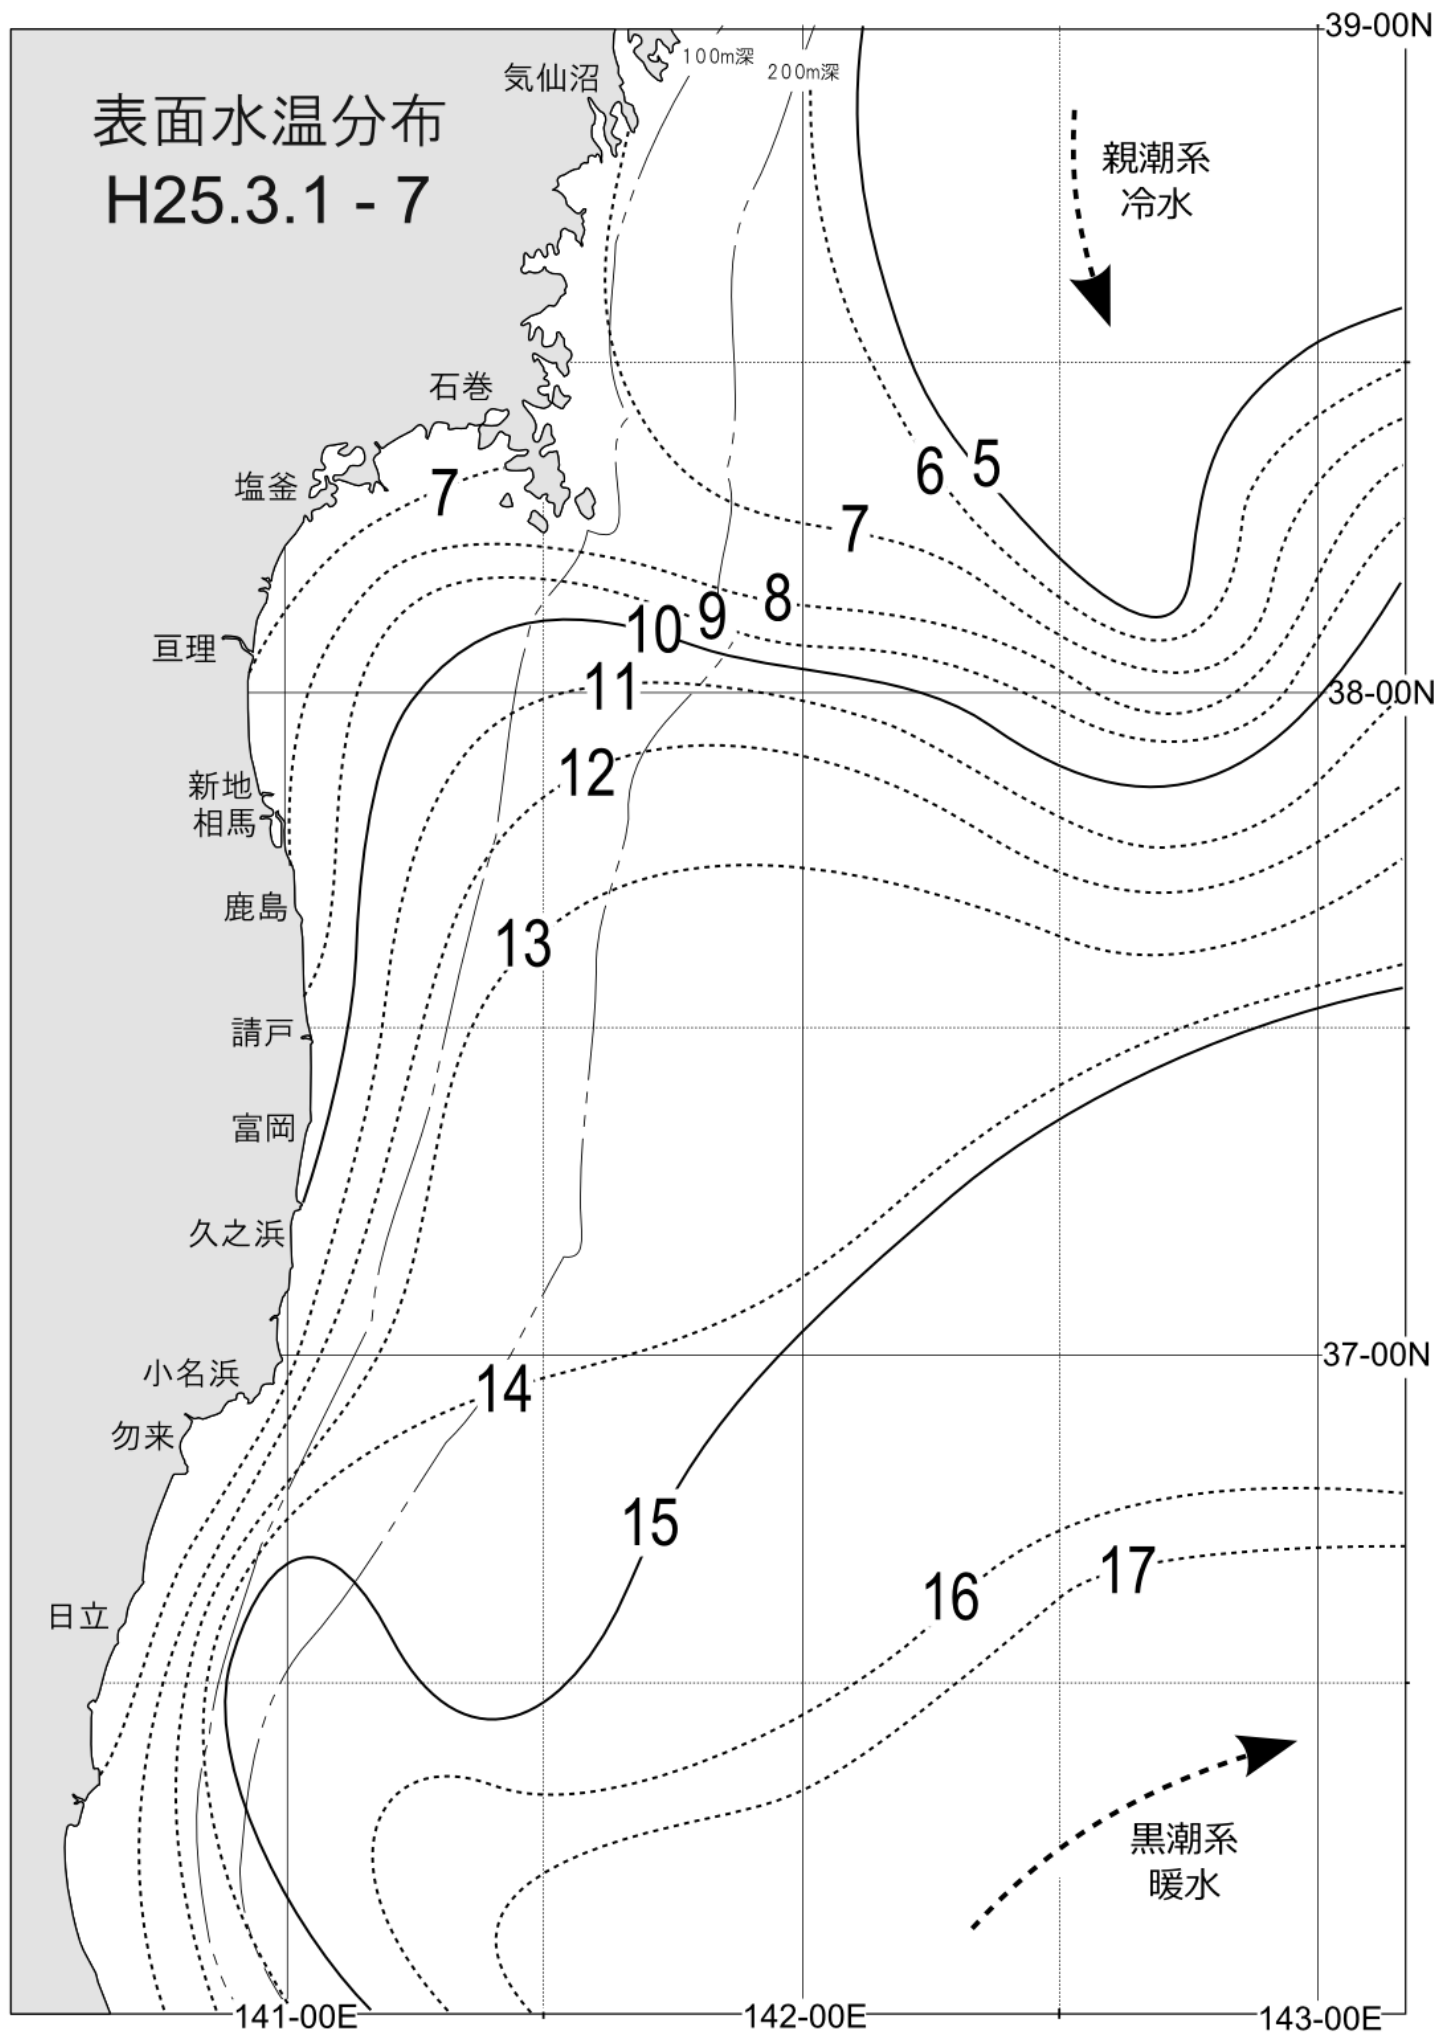 39-00N
100m深
200m深
気仙沼
表面水温分布
H25.3.1 - 7
親潮系
冷水
石巻
6
5
塩釜
7
7
8
9
10
亘理
11
38-00N
12
新地
相馬
鹿島
13
請戸
富岡
久之浜
37-00N
小名浜
14
勿来
15
17
16
日立
黒潮系
暖水
141-00E
142-00E
143-00E